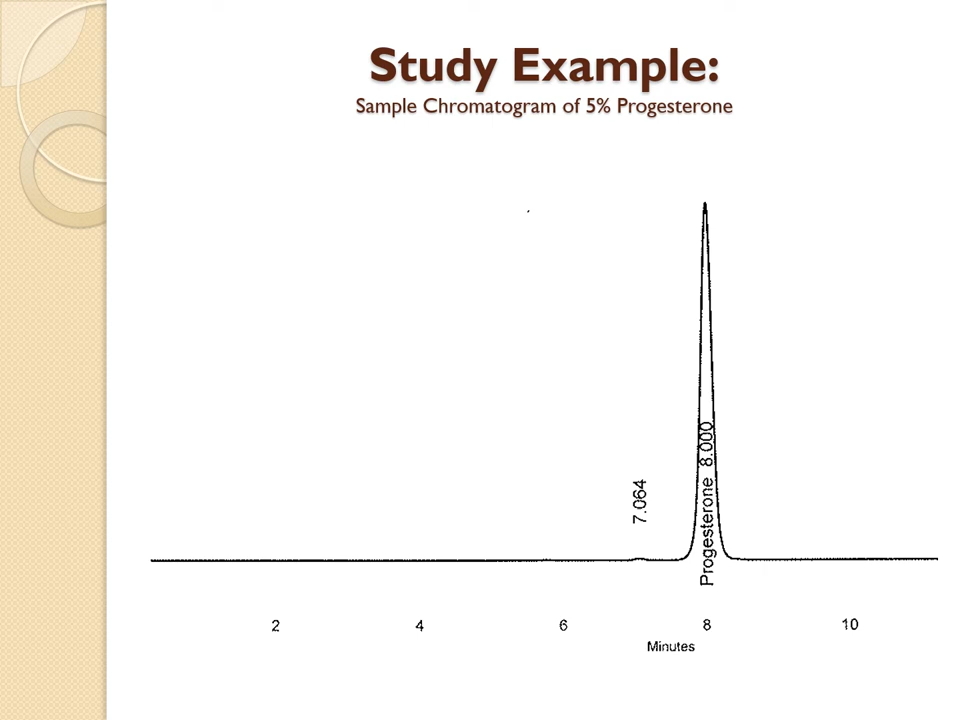 Study Example:
Sample Chromatogram of 5% Progesterone
7.064
Progesterone 8.000
2 4 6 8 10
Minutes